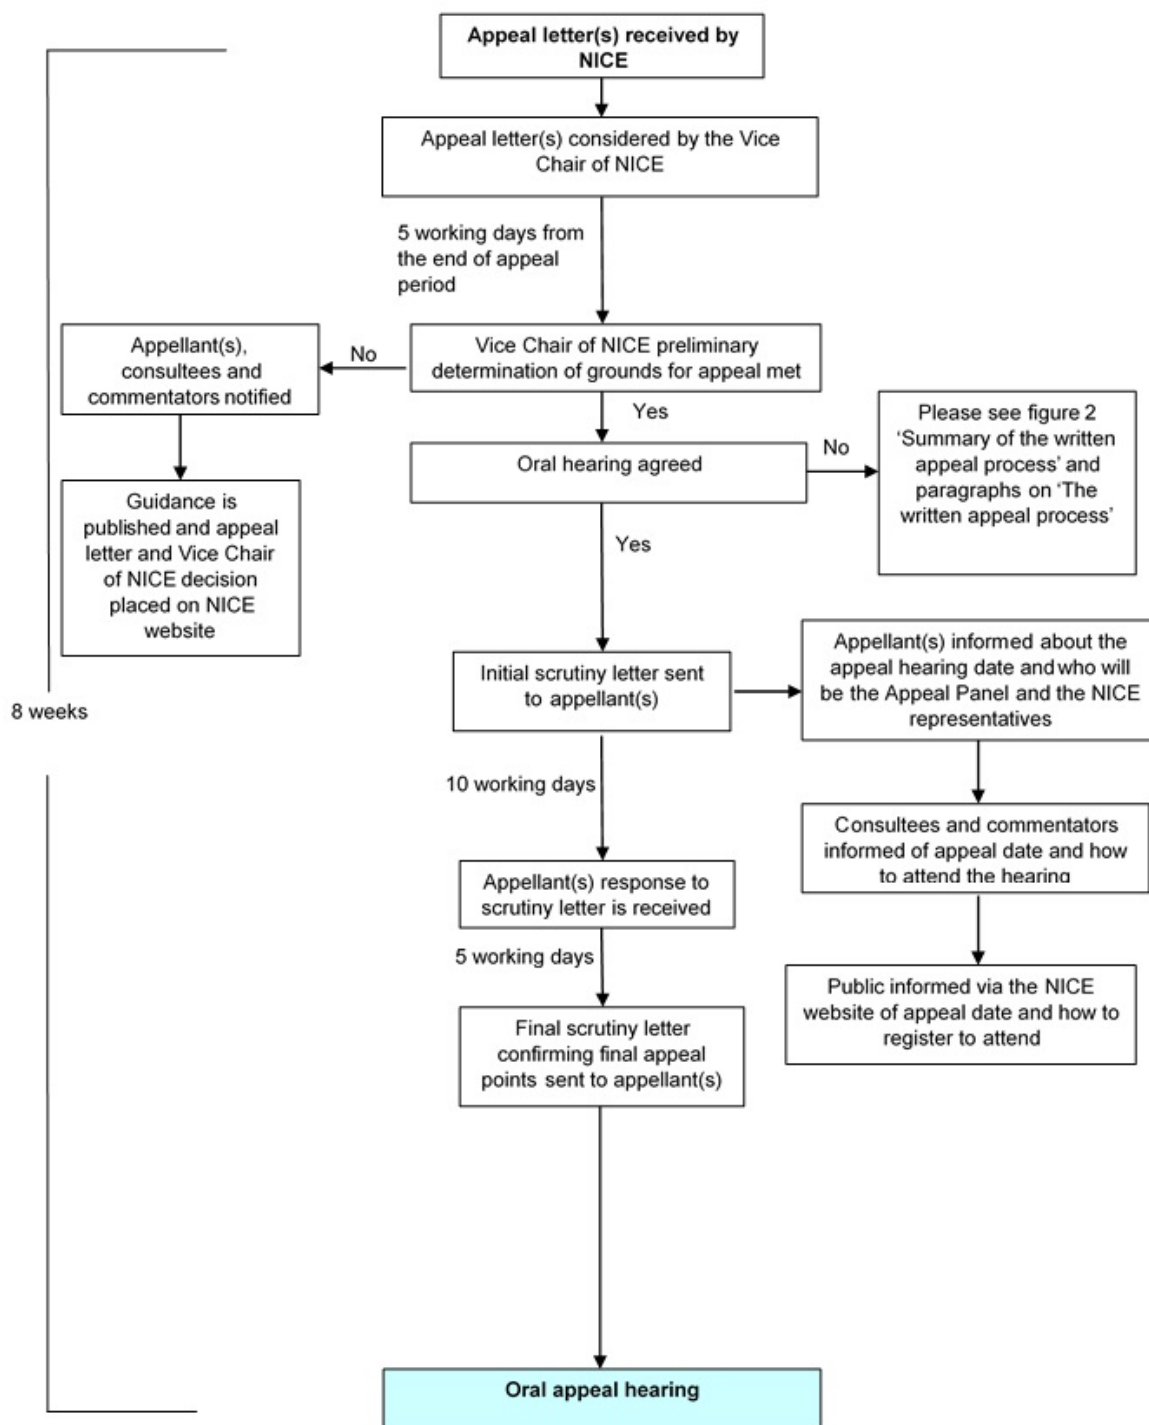 Appeal letter(s) received by
NICE
Appeal letter(s) considered by the Vice
Chair of NICE
5 working days from
the end of appeal
period
Vice Chair of NICE preliminary
determination of grounds for appeal met
No
Appellant(s),
consultees and
commentators notified
Guidance is
published and appeal
letter and Vice Chair
of NICE decision
placed on NICE
website
Yes
Oral hearing agreed
No
Please see figure 2
‘Summary of the written
appeal process’ and
paragraphs on ‘The
written appeal process’
Yes
Initial scrutiny letter sent
to appellant(s)
Appellant(s) informed about the
appeal hearing date and who will
be the Appeal Panel and the NICE
representatives
Consultees and commentators
informed of appeal date and how
to attend the hearing
Public informed via the NICE
website of appeal date and how to
register to attend
8 weeks
10 working days
Appellant(s) response to
scrutiny letter is received
5 working days
Final scrutiny letter
confirming final appeal
points sent to appellant(s)
Oral appeal hearing